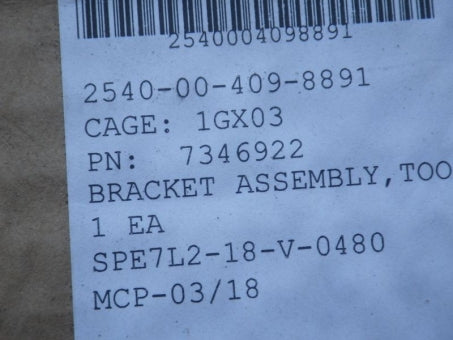 2540004098891
2540-00-409-8891
CAGE: 1GX03
PN: 7346922
BRACKET ASSEMBLY,TOO
1 EA
SPE7L2-18-V-0480
MCP-03/18